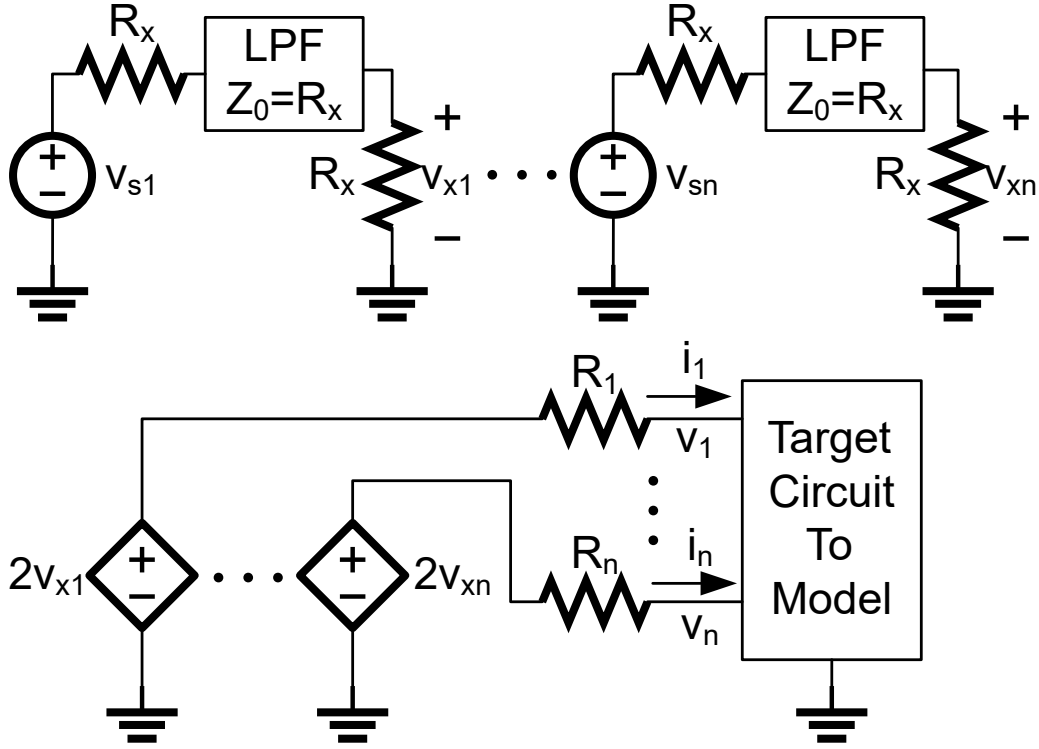 Rₓ
LPF
Z₀=Rₓ
+
−
vₛ₁
Rₓ
+
vₓ₁
−
• • •
Rₓ
LPF
Z₀=Rₓ
+
−
vₛₙ
Rₓ
+
vₓₙ
−
R₁
i₁
v₁
Target
Circuit
To
Model
2vₓ₁
+
−
• • •
+
−
2vₓₙ
Rₙ
iₙ
vₙ